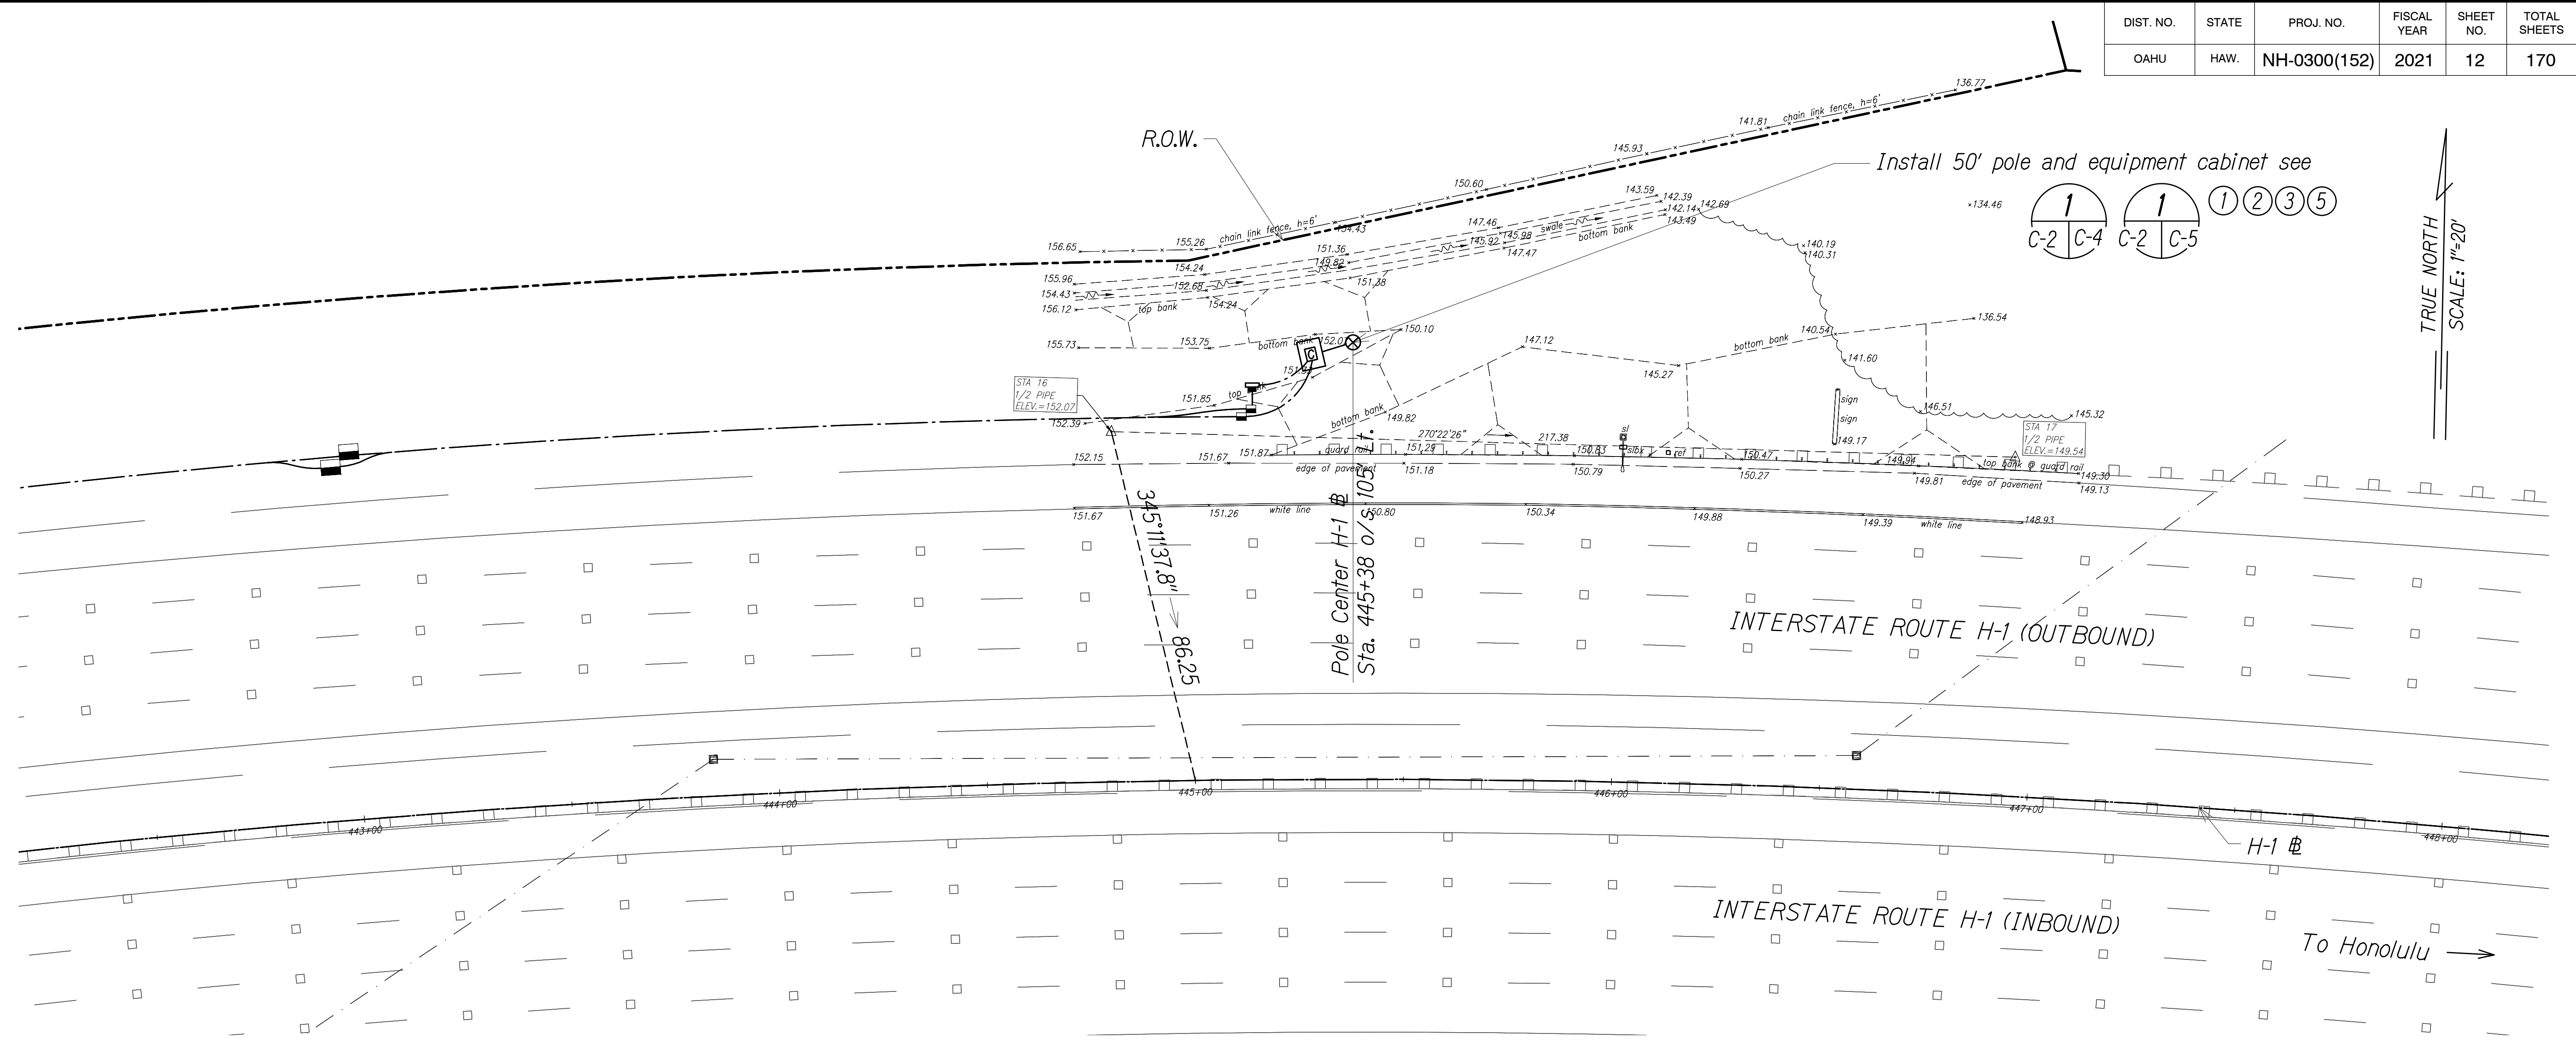 DIST. NO.
STATE
PROJ. NO.
FISCAL
YEAR
SHEET
NO.
TOTAL
SHEETS
OAHU
HAW.
NH-0300(152)
2021
12
170
136.77
chain link fence, h=6'
141.81
R.O.W.
145.93
Install 50' pole and equipment cabinet see
150.60
1
C-2
C-4
1
C-2
C-5
1
2
3
5
143.59
142.39
142.14
142.69
143.49
134.46
147.46
swale
bottom bank
145.98
145.92
147.47
chain link fence, h=6'
154.43
156.65
155.26
151.36
149.82
140.19
140.31
155.96
154.24
154.43
152.68
151.38
156.12
top bank
154.24
TRUE NORTH
SCALE: 1"=20'
155.73
153.75
bottom bank
150.10
147.12
140.54
136.54
bottom bank
C
145.27
141.60
STA 16
1/2 PIPE
ELEV.=152.07
151.85
top
152.39
bottom bank
149.82
sign
sign
146.51
145.32
149.17
STA 17
1/2 PIPE
ELEV.=149.54
270°22'26"
217.38
sl
slbx
ref
151.87
guard rail
151.29
150.83
150.47
149.94
top bank @ guard rail
149.30
152.15
151.67
edge of pavement
151.18
150.79
150.27
149.81
edge of pavement
149.13
151.67
151.26
white line
150.80
150.34
149.88
149.39
white line
148.93
345°11'37.8"
86.25
Pole Center H-1 BL
Sta. 445+38 o/s 105' Lt.
INTERSTATE ROUTE H-1 (OUTBOUND)
443+00
444+00
445+00
446+00
447+00
448+00
H-1 BL
INTERSTATE ROUTE H-1 (INBOUND)
To Honolulu